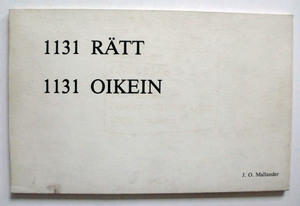 1131 RÄTT
1131 OIKEIN
J. O. Mallander